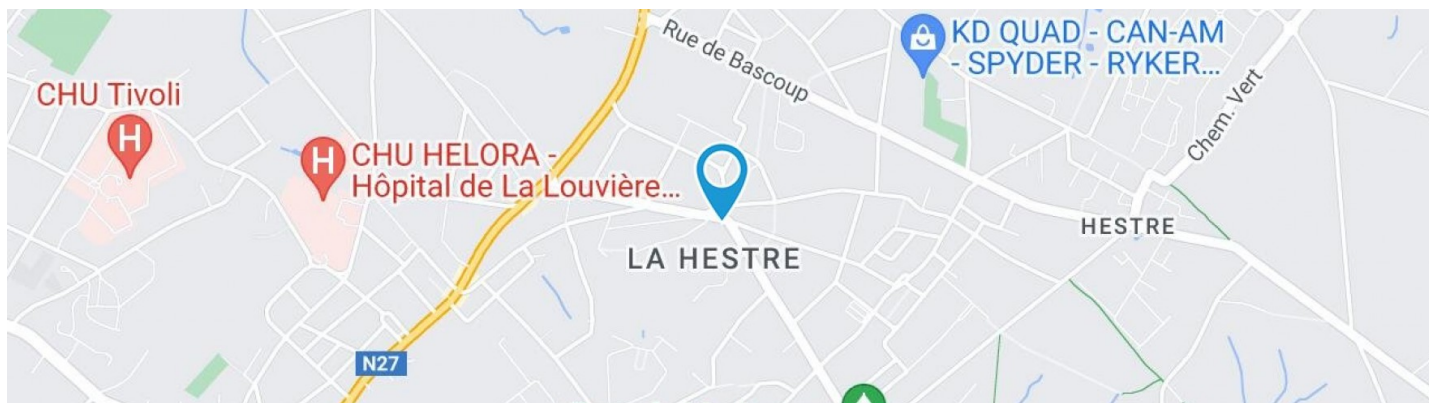 Rue de Bascoup
KD QUAD - CAN-AM
- SPYDER - RYKER...
CHU Tivoli
H
Chem. Vert
H
CHU HELORA -
Hôpital de La Louvière...
HESTRE
LA HESTRE
N27